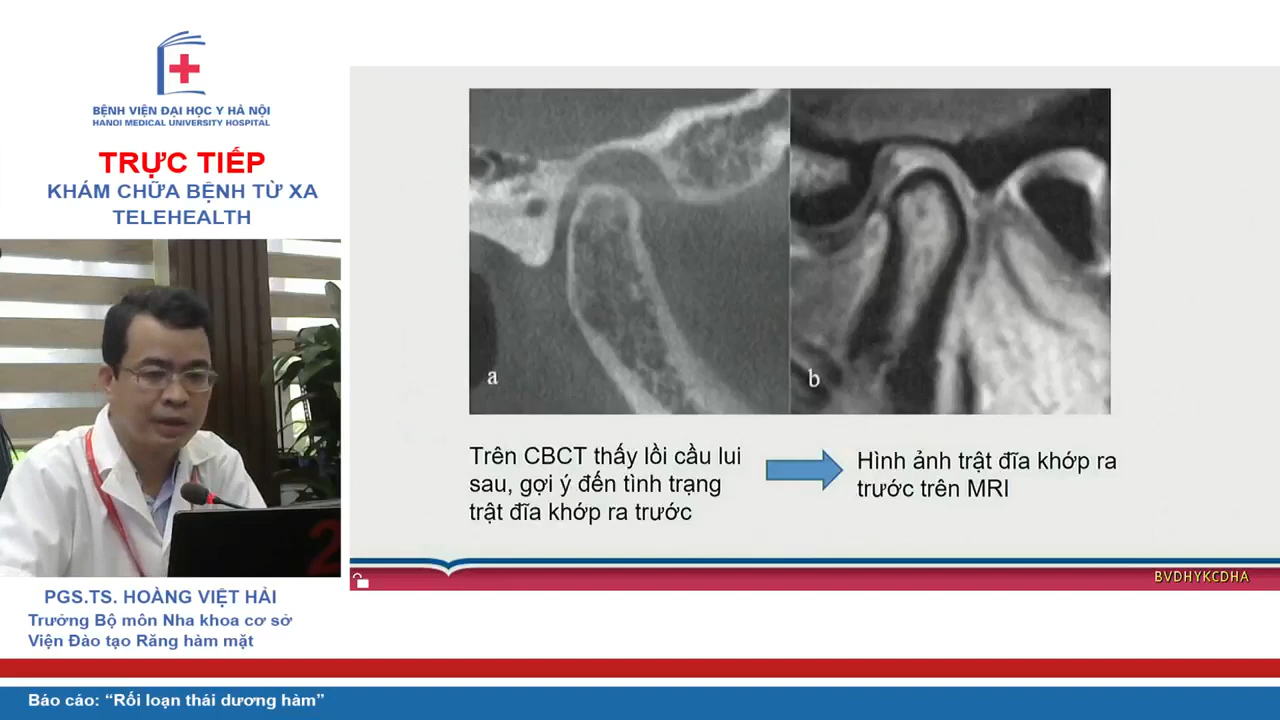 BỆNH VIỆN ĐẠI HỌC Y HÀ NỘI
HANOI MEDICAL UNIVERSITY HOSPITAL
TRỰC TIẾP
KHÁM CHỮA BỆNH TỪ XA
TELEHEALTH
a
b
Trên CBCT thấy lồi cầu lui
sau, gợi ý đến tình trạng
trật đĩa khớp ra trước
Hình ảnh trật đĩa khớp ra
trước trên MRI
BVDHYKCDHA
2
PGS.TS. HOÀNG VIỆT HẢI
Trưởng Bộ môn Nha khoa cơ sở
Viện Đào tạo Răng hàm mặt
Báo cáo: “Rối loạn thái dương hàm”